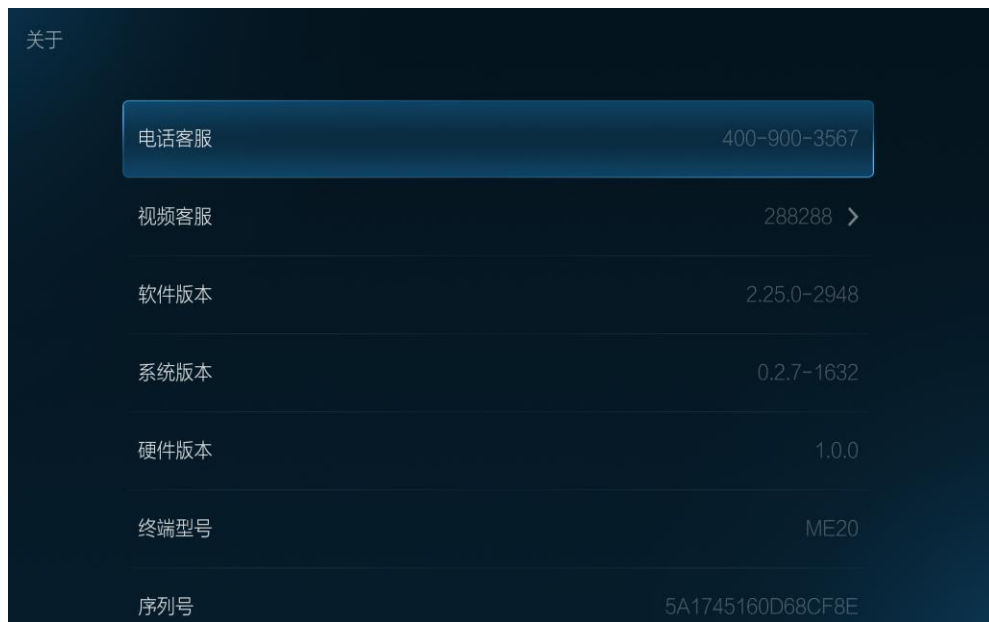 关于
电话客服 400-900-3567
视频客服 288288
软件版本 2.25.0-2948
系统版本 0.2.7-1632
硬件版本 1.0.0
终端型号 ME20
序列号 5A1745160D68CF8E